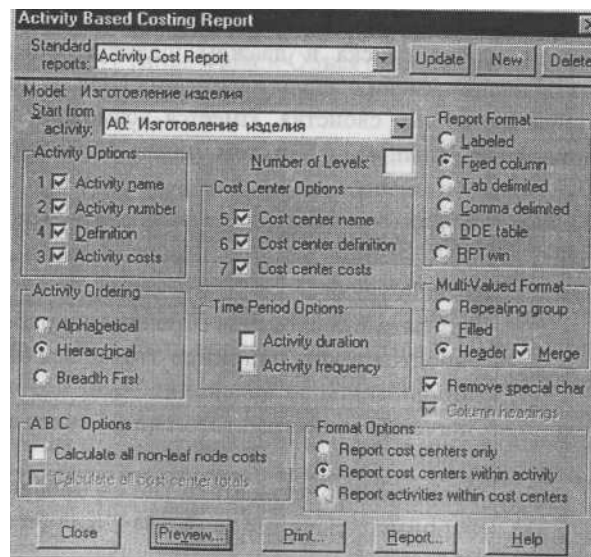 Activity Based Costing Report
Standard reports: Activity Cost Report Update New Delete
Model: Изготовление изделия
Start from activity: A0: Изготовление изделия
Number of Levels:
Activity Options
1 Activity name
2 Activity number
4 Definition
3 Activity costs
Cost Center Options
5 Cost center name
6 Cost center definition
7 Cost center costs
Report Format
Labeled
Fixed column
Tab delimited
Comma delimited
DDE table
RPTwin
Activity Ordering
Alphabetical
Hierarchical
Breadth First
Time Period Options
Activity duration
Activity frequency
Multi-Valued Format
Repealing group
Filled
Header Merge
Remove special char
Column headings
A B C Options
Calculate all non-leaf node costs
Calculate all cost center totals
Format Options
Report cost centers only
Report cost centers within activity
Report activities within cost centers
Close Preview... Print... Report... Help